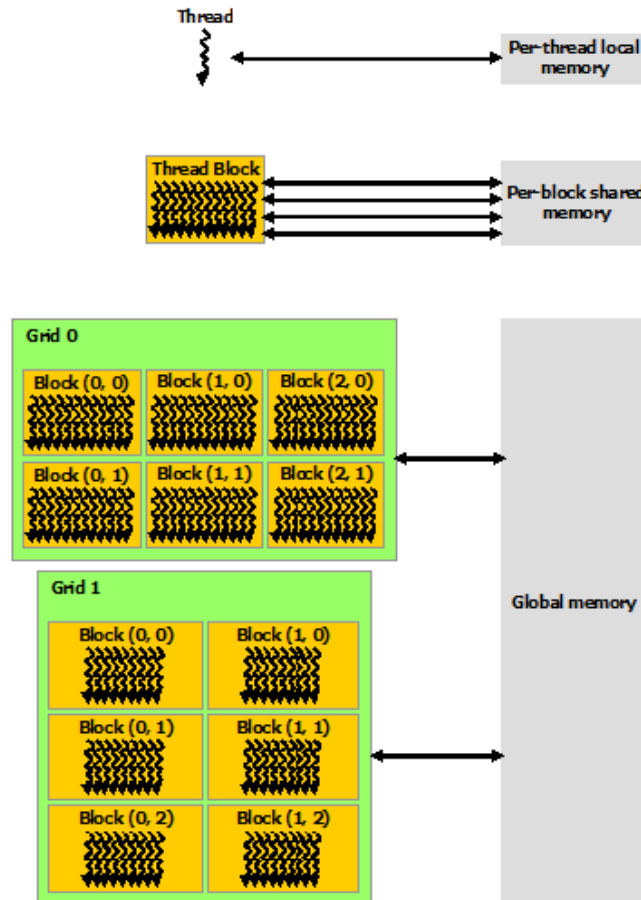 Thread
Per-thread local
memory
Thread Block
Per-block shared
memory
Grid 0
Block (0, 0)
Block (1, 0)
Block (2, 0)
Block (0, 1)
Block (1, 1)
Block (2, 1)
Grid 1
Block (0, 0)
Block (1, 0)
Global memory
Block (0, 1)
Block (1, 1)
Block (0, 2)
Block (1, 2)